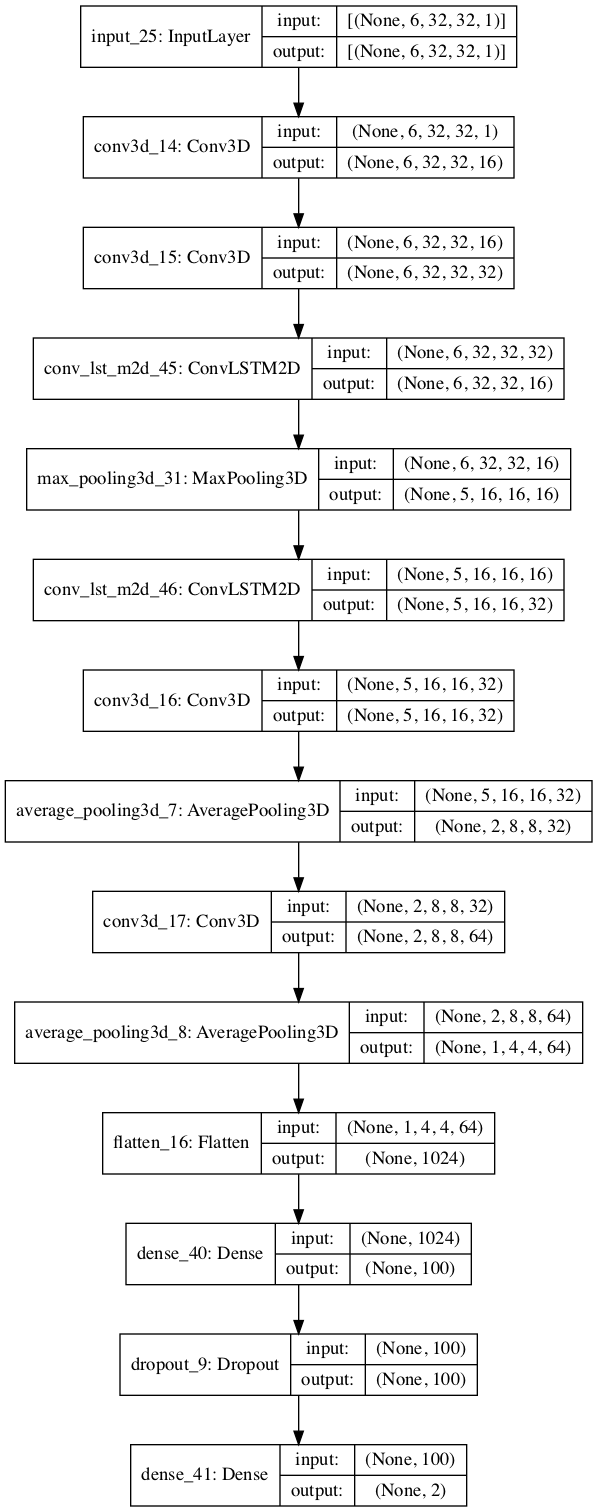 input_25: InputLayer
input: [(None, 6, 32, 32, 1)]
output: [(None, 6, 32, 32, 1)]
conv3d_14: Conv3D
input: (None, 6, 32, 32, 1)
output: (None, 6, 32, 32, 16)
conv3d_15: Conv3D
input: (None, 6, 32, 32, 16)
output: (None, 6, 32, 32, 32)
conv_lst_m2d_45: ConvLSTM2D
input: (None, 6, 32, 32, 32)
output: (None, 6, 32, 32, 16)
max_pooling3d_31: MaxPooling3D
input: (None, 6, 32, 32, 16)
output: (None, 5, 16, 16, 16)
conv_lst_m2d_46: ConvLSTM2D
input: (None, 5, 16, 16, 16)
output: (None, 5, 16, 16, 32)
conv3d_16: Conv3D
input: (None, 5, 16, 16, 32)
output: (None, 5, 16, 16, 32)
average_pooling3d_7: AveragePooling3D
input: (None, 5, 16, 16, 32)
output: (None, 2, 8, 8, 32)
conv3d_17: Conv3D
input: (None, 2, 8, 8, 32)
output: (None, 2, 8, 8, 64)
average_pooling3d_8: AveragePooling3D
input: (None, 2, 8, 8, 64)
output: (None, 1, 4, 4, 64)
flatten_16: Flatten
input: (None, 1, 4, 4, 64)
output: (None, 1024)
dense_40: Dense
input: (None, 1024)
output: (None, 100)
dropout_9: Dropout
input: (None, 100)
output: (None, 100)
dense_41: Dense
input: (None, 100)
output: (None, 2)